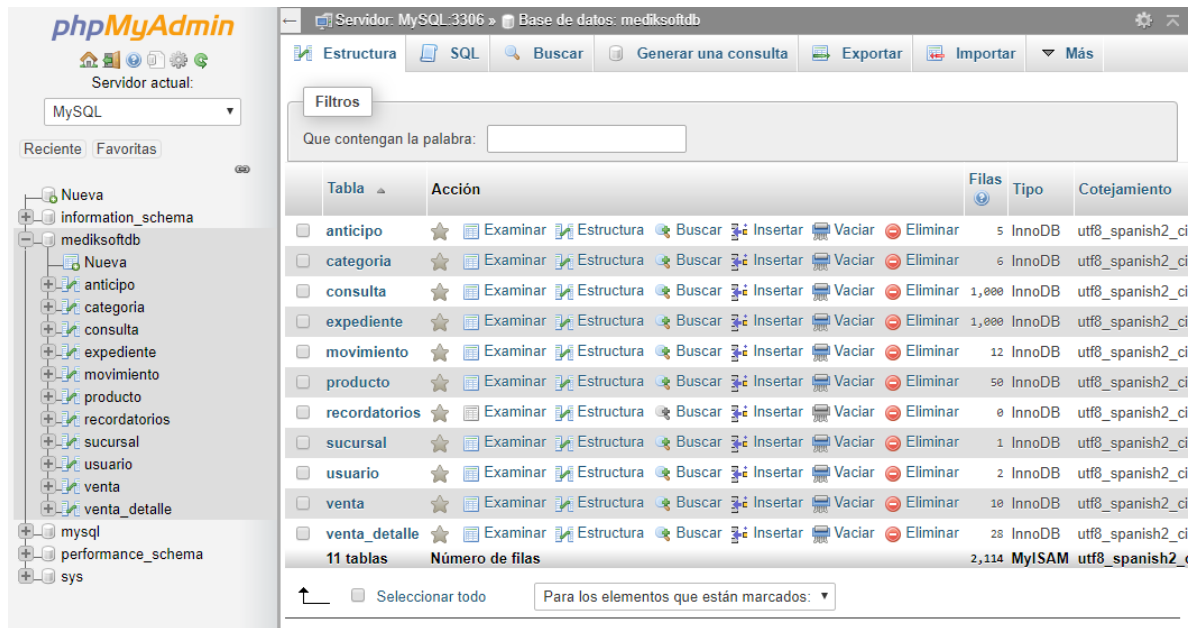 phpMyAdmin
Servidor actual:
MySQL
Reciente Favoritas
Nueva
information_schema
mediksoftdb
Nueva
anticipo
categoria
consulta
expediente
movimiento
producto
recordatorios
sucursal
usuario
venta
venta_detalle
mysql
performance_schema
sys
Servidor: MySQL:3306 » Base de datos: mediksoftdb
Estructura SQL Buscar Generar una consulta Exportar Importar Más
Filtros
Que contengan la palabra:
Tabla Acción Filas Tipo Cotejamiento
anticipo Examinar Estructura Buscar Insertar Vaciar Eliminar 5 InnoDB utf8_spanish2_ci
categoria Examinar Estructura Buscar Insertar Vaciar Eliminar 6 InnoDB utf8_spanish2_ci
consulta Examinar Estructura Buscar Insertar Vaciar Eliminar 1,000 InnoDB utf8_spanish2_ci
expediente Examinar Estructura Buscar Insertar Vaciar Eliminar 1,000 InnoDB utf8_spanish2_ci
movimiento Examinar Estructura Buscar Insertar Vaciar Eliminar 12 InnoDB utf8_spanish2_ci
producto Examinar Estructura Buscar Insertar Vaciar Eliminar 50 InnoDB utf8_spanish2_ci
recordatorios Examinar Estructura Buscar Insertar Vaciar Eliminar 0 InnoDB utf8_spanish2_ci
sucursal Examinar Estructura Buscar Insertar Vaciar Eliminar 1 InnoDB utf8_spanish2_ci
usuario Examinar Estructura Buscar Insertar Vaciar Eliminar 2 InnoDB utf8_spanish2_ci
venta Examinar Estructura Buscar Insertar Vaciar Eliminar 10 InnoDB utf8_spanish2_ci
venta_detalle Examinar Estructura Buscar Insertar Vaciar Eliminar 28 InnoDB utf8_spanish2_ci
11 tablas Número de filas 2,114 MyISAM utf8_spanish2_
Seleccionar todo Para los elementos que están marcados: